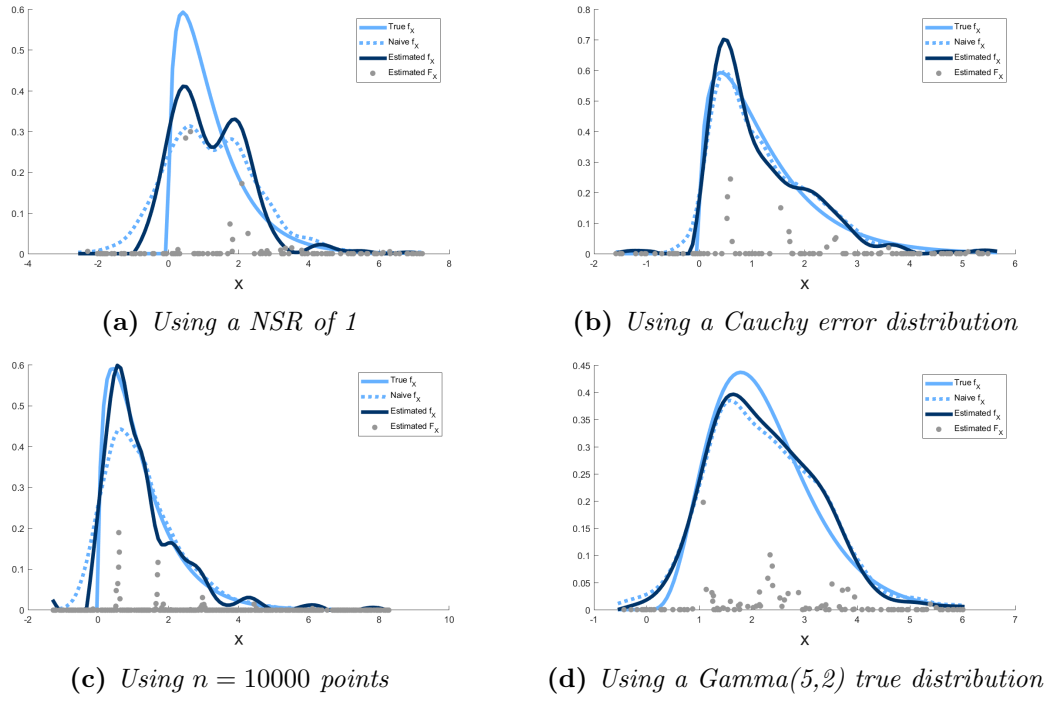 0.6
0.5
0.4
0.3
0.2
0.1
0
-4
-2
0
2
4
6
8
X
True f_X
Naive f_X
Estimated f_X
Estimated F_X
(a) Using a NSR of 1
0.8
0.7
0.6
0.5
0.4
0.3
0.2
0.1
0
-2
-1
0
1
2
3
4
5
6
X
True f_X
Naive f_X
Estimated f_X
Estimated F_X
(b) Using a Cauchy error distribution
0.6
0.5
0.4
0.3
0.2
0.1
0
-2
0
2
4
6
8
10
X
True f_X
Naive f_X
Estimated f_X
Estimated F_X
(c) Using n = 10000 points
0.45
0.4
0.35
0.3
0.25
0.2
0.15
0.1
0.05
0
-1
0
1
2
3
4
5
6
7
X
True f_X
Naive f_X
Estimated f_X
Estimated F_X
(d) Using a Gamma(5,2) true distribution